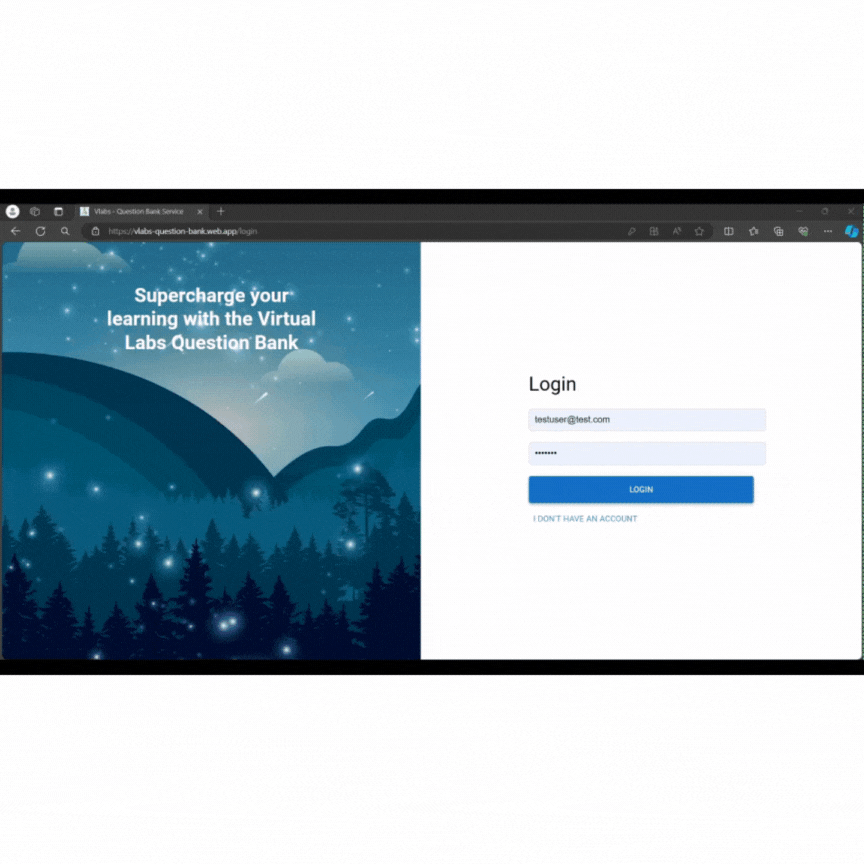 Vlabs - Question Bank Service
https://vlabs-question-bank.web.app/login
Supercharge your
learning with the Virtual
Labs Question Bank
Login
testuser@test.com
•••••••
LOGIN
I DON'T HAVE AN ACCOUNT